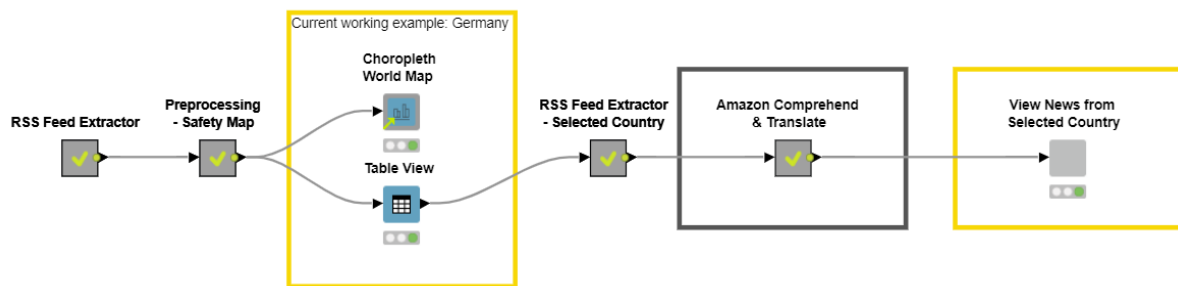 Current working example: Germany
Choropleth
World Map
RSS Feed Extractor
Preprocessing
- Safety Map
Table View
RSS Feed Extractor
- Selected Country
Amazon Comprehend
& Translate
View News from
Selected Country